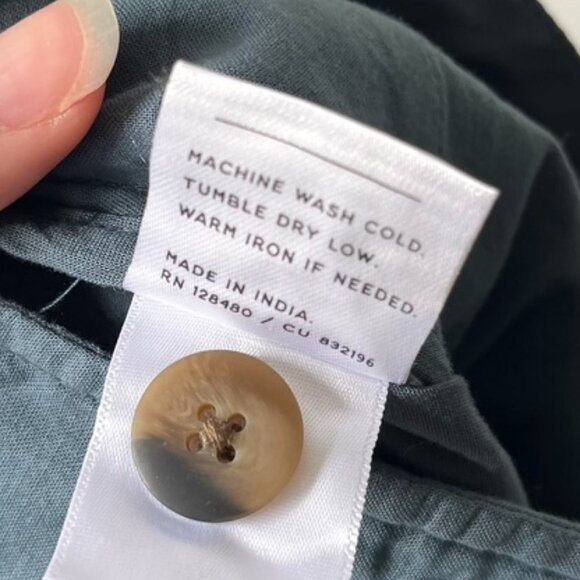 MACHINE WASH COLD.
TUMBLE DRY LOW.
WARM IRON IF NEEDED.
MADE IN INDIA.
RN 128480 / CU 832196